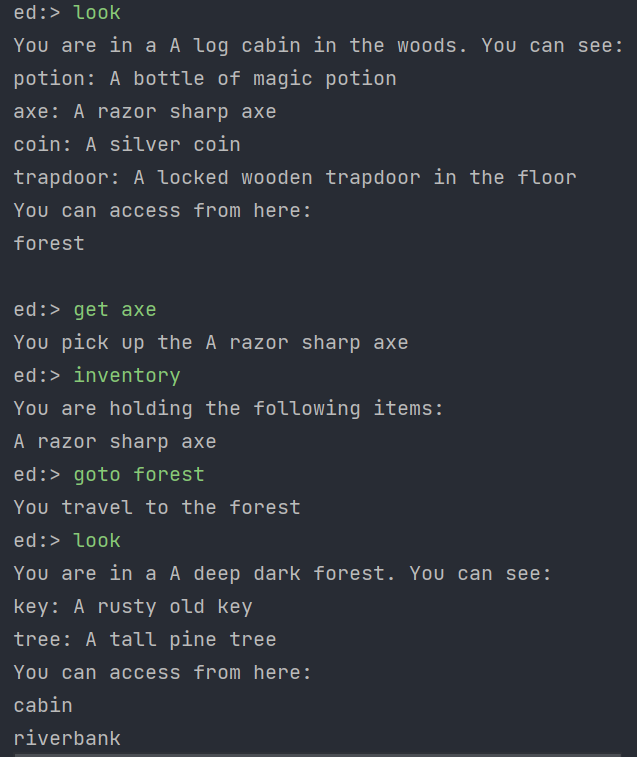 ed:> look
You are in a A log cabin in the woods. You can see:
potion: A bottle of magic potion
axe: A razor sharp axe
coin: A silver coin
trapdoor: A locked wooden trapdoor in the floor
You can access from here:
forest
ed:> get axe
You pick up the A razor sharp axe
ed:> inventory
You are holding the following items:
A razor sharp axe
ed:> goto forest
You travel to the forest
ed:> look
You are in a A deep dark forest. You can see:
key: A rusty old key
tree: A tall pine tree
You can access from here:
cabin
riverbank